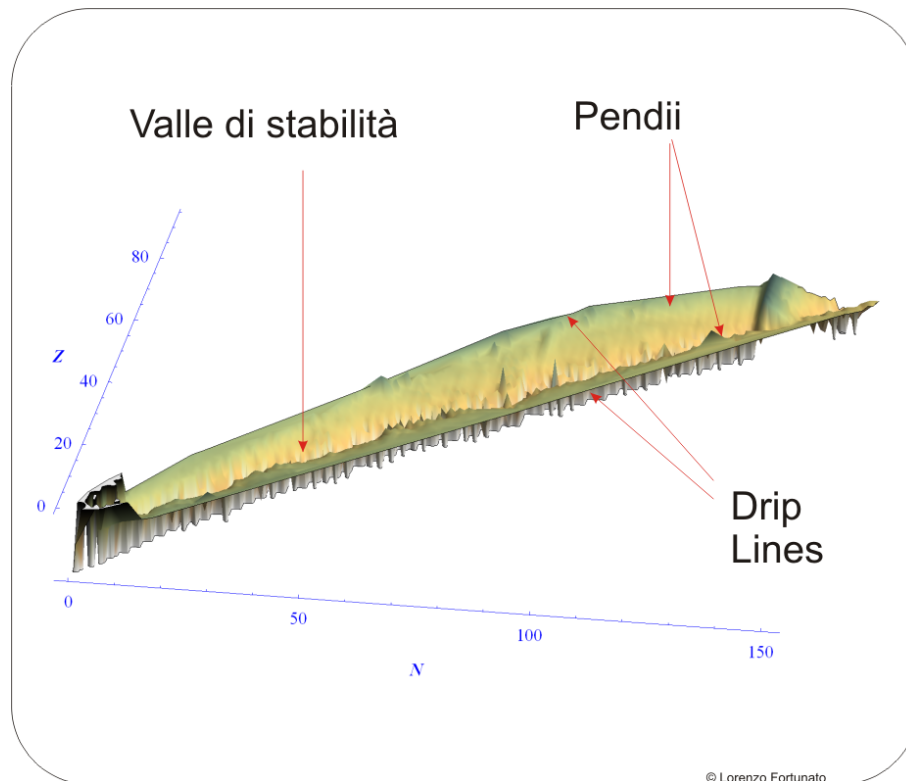 Valle di stabilità
Pendii
80
60
Z
40
20
0
Drip
Lines
0
50
100
150
N
© Lorenzo Fortunato